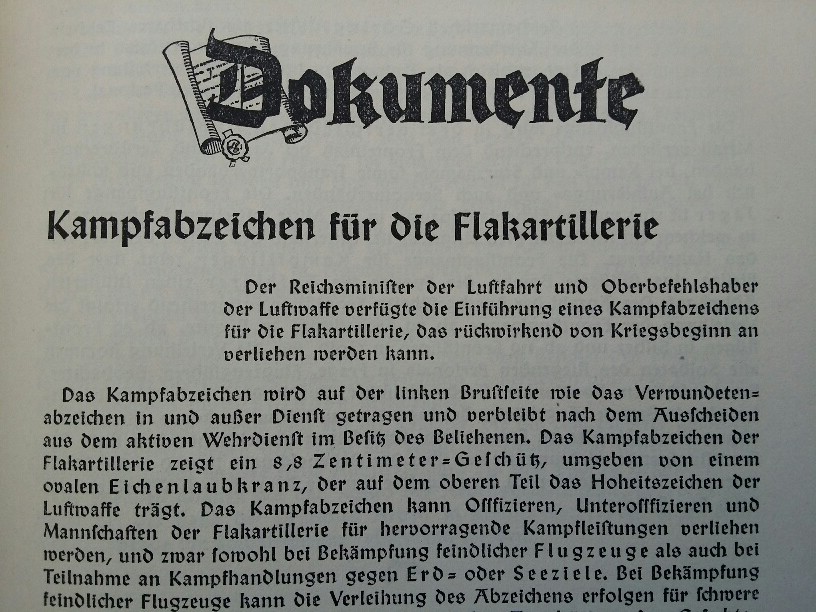 Dokumente
Kampfabzeichen für die Flakartillerie
Der Reichsminister der Luftfahrt und Oberbefehlshaber
der Luftwaffe verfügte die Einführung eines Kampfabzeichens
für die Flakartillerie, das rückwirkend von Kriegsbeginn an
verliehen werden kann.
Das Kampfabzeichen wird auf der linken Brustseite wie das Verwundeten=
abzeichen in und außer Dienst getragen und verbleibt nach dem Ausscheiden
aus dem aktiven Wehrdienst im Besitz des Beliehenen. Das Kampfabzeichen der
Flakartillerie zeigt ein 8,8 Zentimeter=Geschütz, umgeben von einem
ovalen Eichenlaubkranz, der auf dem oberen Teil das Hoheitszeichen der
Luftwaffe trägt. Das Kampfabzeichen kann Offizieren, Unteroffizieren und
Mannschaften der Flakartillerie für hervorragende Kampfleistungen verliehen
werden, und zwar sowohl bei Bekämpfung feindlicher Flugzeuge als auch bei
Teilnahme an Kampfhandlungen gegen Erd= oder Seeziele. Bei Bekämpfung
feindlicher Flugzeuge kann die Verleihung des Abzeichens erfolgen für schwere